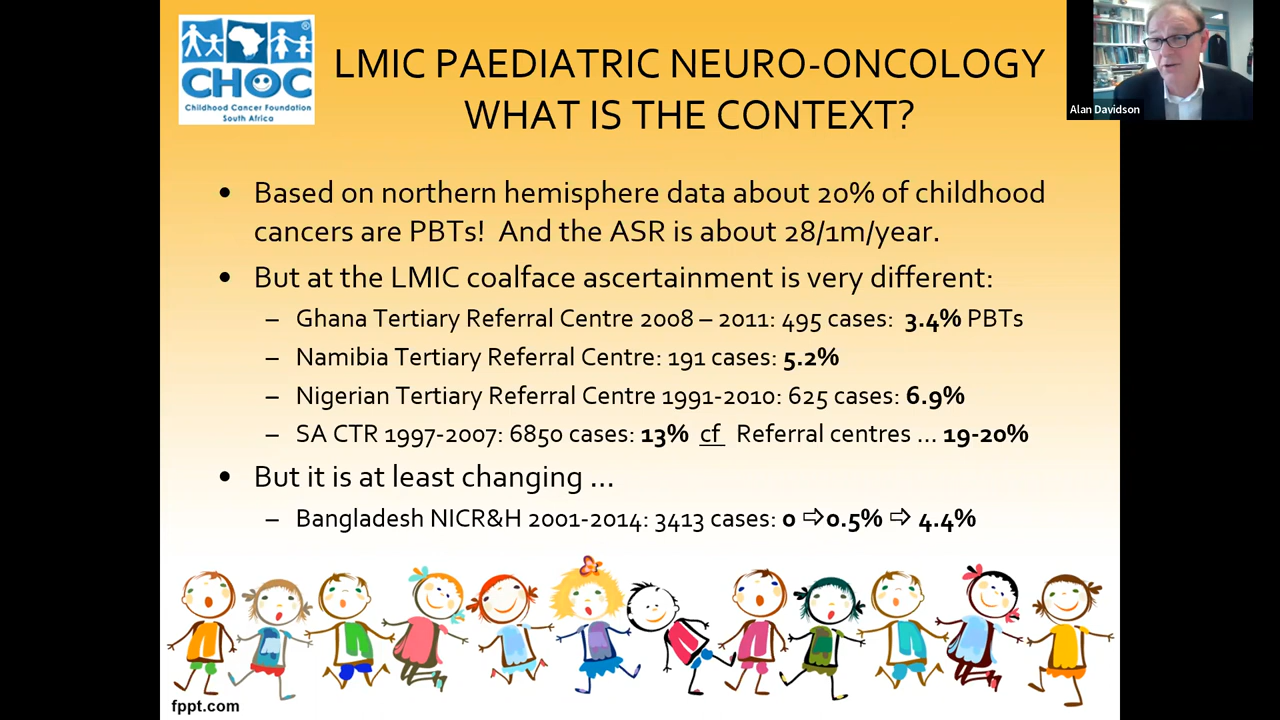 CHOC
Childhood Cancer Foundation
South Africa
LMIC PAEDIATRIC NEURO-ONCOLOGY
WHAT IS THE CONTEXT?
Alan Davidson
• Based on northern hemisphere data about 20% of childhood
cancers are PBTs! And the ASR is about 28/1m/year.
• But at the LMIC coalface ascertainment is very different:
– Ghana Tertiary Referral Centre 2008 – 2011: 495 cases: 3.4% PBTs
– Namibia Tertiary Referral Centre: 191 cases: 5.2%
– Nigerian Tertiary Referral Centre 1991-2010: 625 cases: 6.9%
– SA CTR 1997-2007: 6850 cases: 13% cf Referral centres ... 19-20%
• But it is at least changing ...
– Bangladesh NICR&H 2001-2014: 3413 cases: 0 ⇨0.5% ⇨ 4.4%
fppt.com